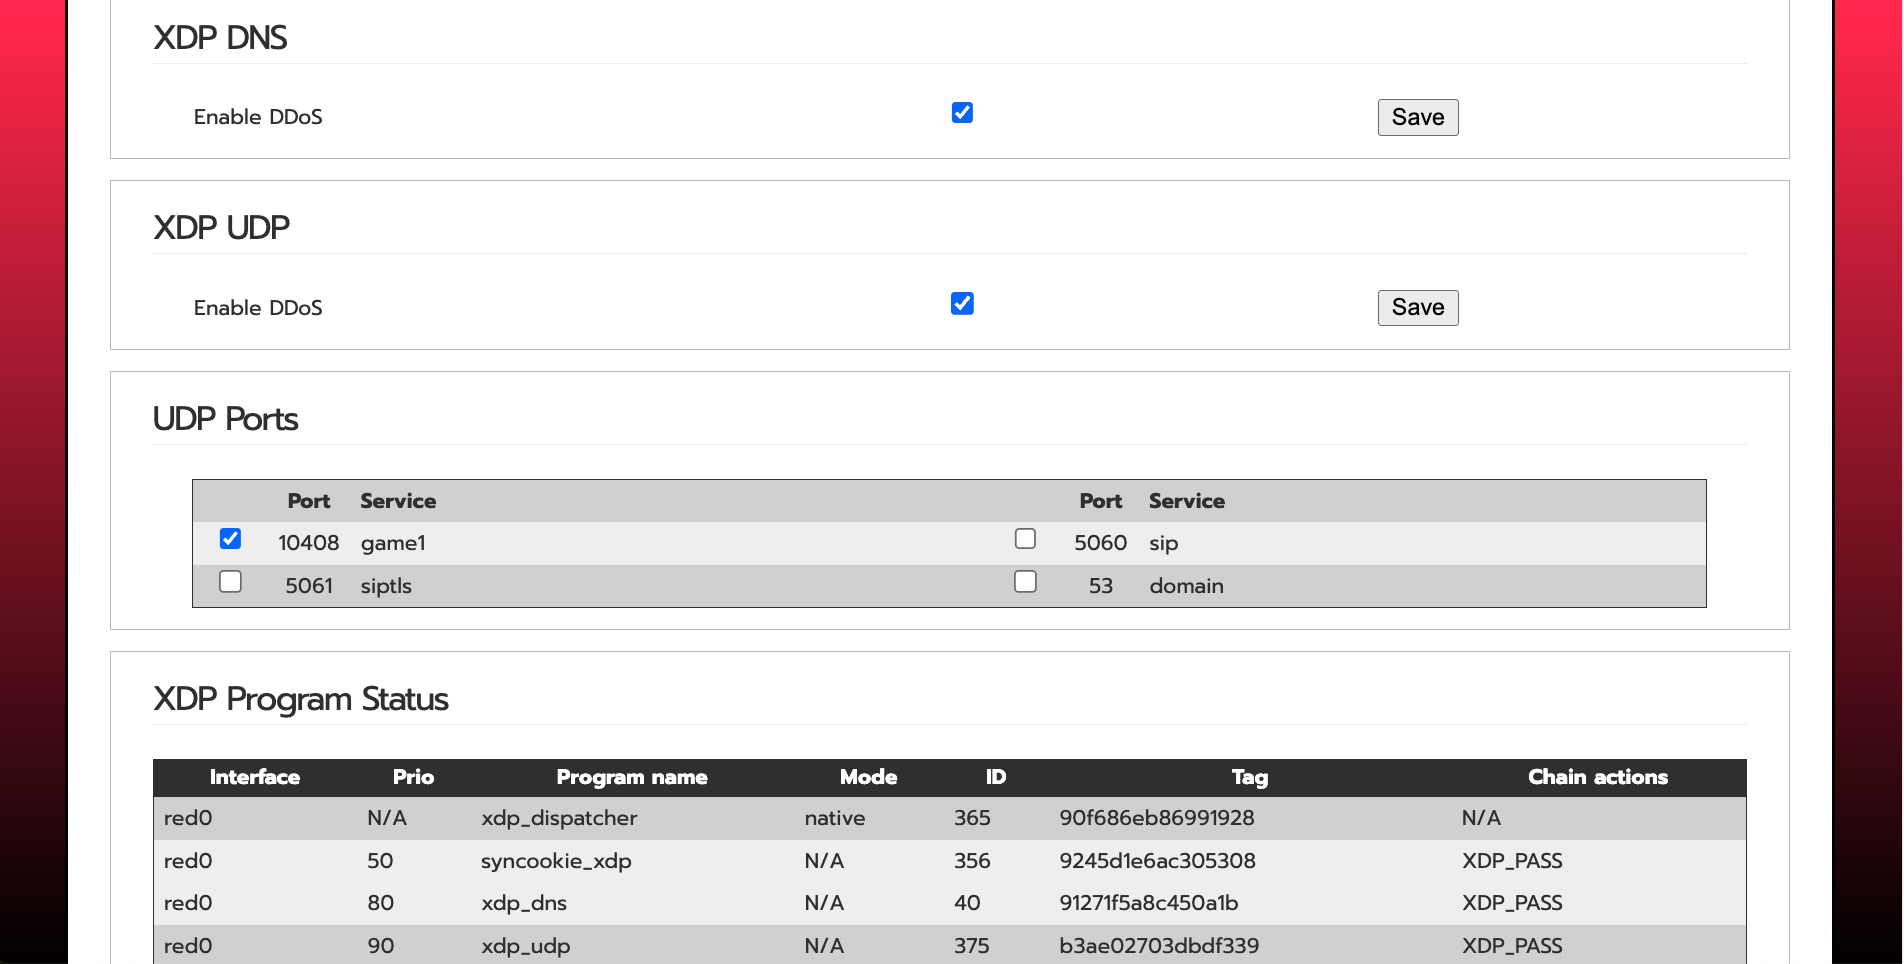 XDP DNS
Enable DDoS Save
XDP UDP
Enable DDoS Save
UDP Ports
Port Service Port Service
10408 game1 5060 sip
5061 siptls 53 domain
XDP Program Status
Interface Prio Program name Mode ID Tag Chain actions
red0 N/A xdp_dispatcher native 365 90f686eb86991928 N/A
red0 50 syncookie_xdp N/A 356 9245d1e6ac305308 XDP_PASS
red0 80 xdp_dns N/A 40 91271f5a8c450a1b XDP_PASS
red0 90 xdp_udp N/A 375 b3ae02703dbdf339 XDP_PASS